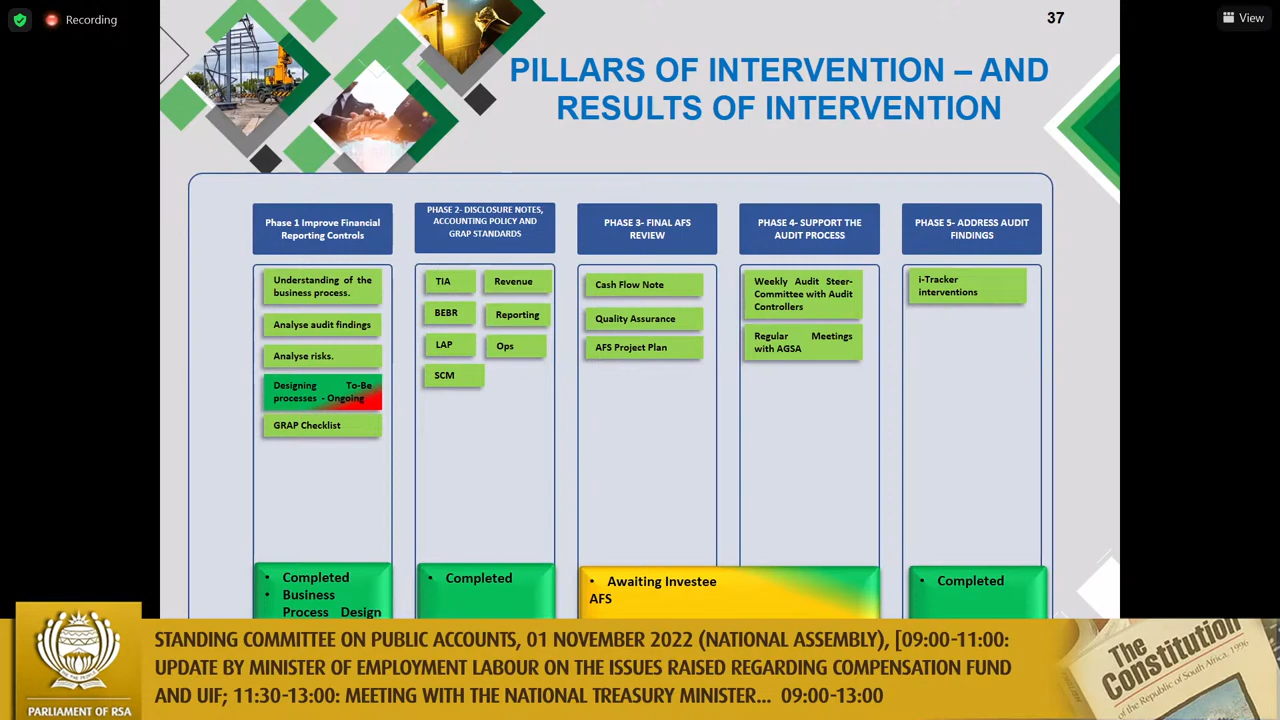 Recording
View
37
PILLARS OF INTERVENTION – AND
RESULTS OF INTERVENTION
Phase 1 Improve Financial
Reporting Controls
Understanding of the
business process.
Analyse audit findings
Analyse risks.
Designing To-Be
processes - Ongoing
GRAP Checklist
• Completed
• Business
Process Design
PHASE 2- DISCLOSURE NOTES,
ACCOUNTING POLICY AND
GRAP STANDARDS
TIA
Revenue
BEBR
Reporting
LAP
Ops
SCM
• Completed
PHASE 3- FINAL AFS
REVIEW
Cash Flow Note
Quality Assurance
AFS Project Plan
PHASE 4- SUPPORT THE
AUDIT PROCESS
Weekly Audit Steer-
Committee with Audit
Controllers
Regular Meetings
with AGSA
• Awaiting Investee
AFS
PHASE 5- ADDRESS AUDIT
FINDINGS
i-Tracker
interventions
• Completed
PARLIAMENT OF RSA
STANDING COMMITTEE ON PUBLIC ACCOUNTS, 01 NOVEMBER 2022 (NATIONAL ASSEMBLY), [09:00-11:00:
UPDATE BY MINISTER OF EMPLOYMENT LABOUR ON THE ISSUES RAISED REGARDING COMPENSATION FUND
AND UIF; 11:30-13:00: MEETING WITH THE NATIONAL TREASURY MINISTER... 09:00-13:00
The
Constitution
of the Republic of South Africa, 1996